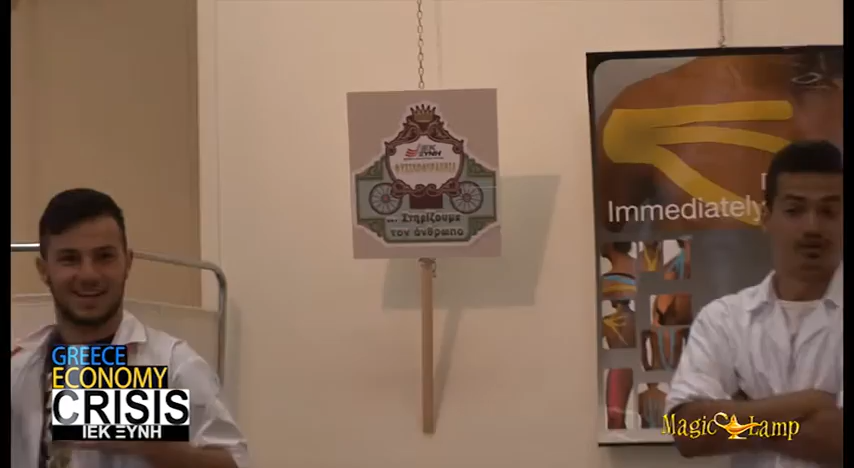 ΙΕΚ
ΞΥΝΗ
ΦΥΣΙΚΟΘΕΡΑΠΕΙΑ
... Στηρίζουμε
τον άνθρωπο
Immediately
GREECE
ECONOMY
CRISIS
ΙΕΚ ΞΥΝΗ
Magic Lamp